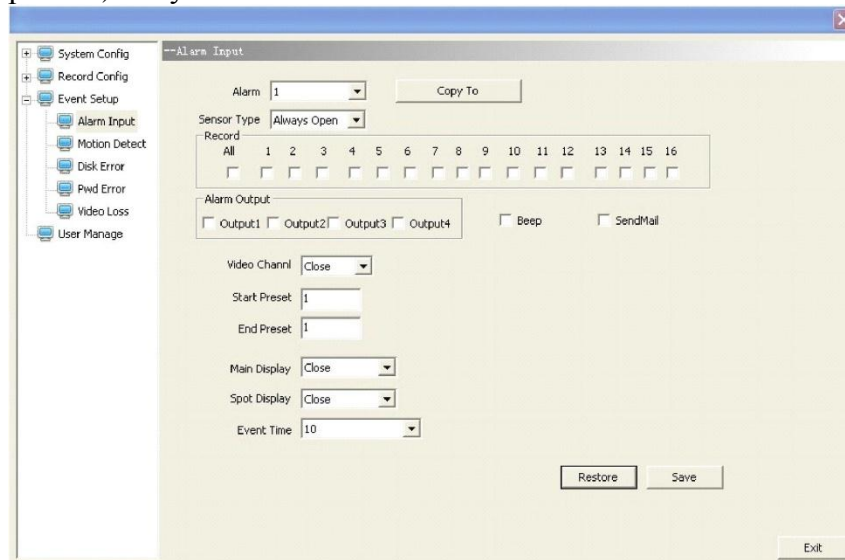 --Alarm Input
System Config
Record Config
Event Setup
Alarm Input
Motion Detect
Disk Error
Pwd Error
Video Loss
User Manage
Alarm 1 Copy To
Sensor Type Always Open
Record
All 1 2 3 4 5 6 7 8 9 10 11 12 13 14 15 16
Alarm Output
Output1 Output2 Output3 Output4 Beep SendMail
Video Channl Close
Start Preset 1
End Preset 1
Main Display Close
Spot Display Close
Event Time 10
Restore Save
Exit